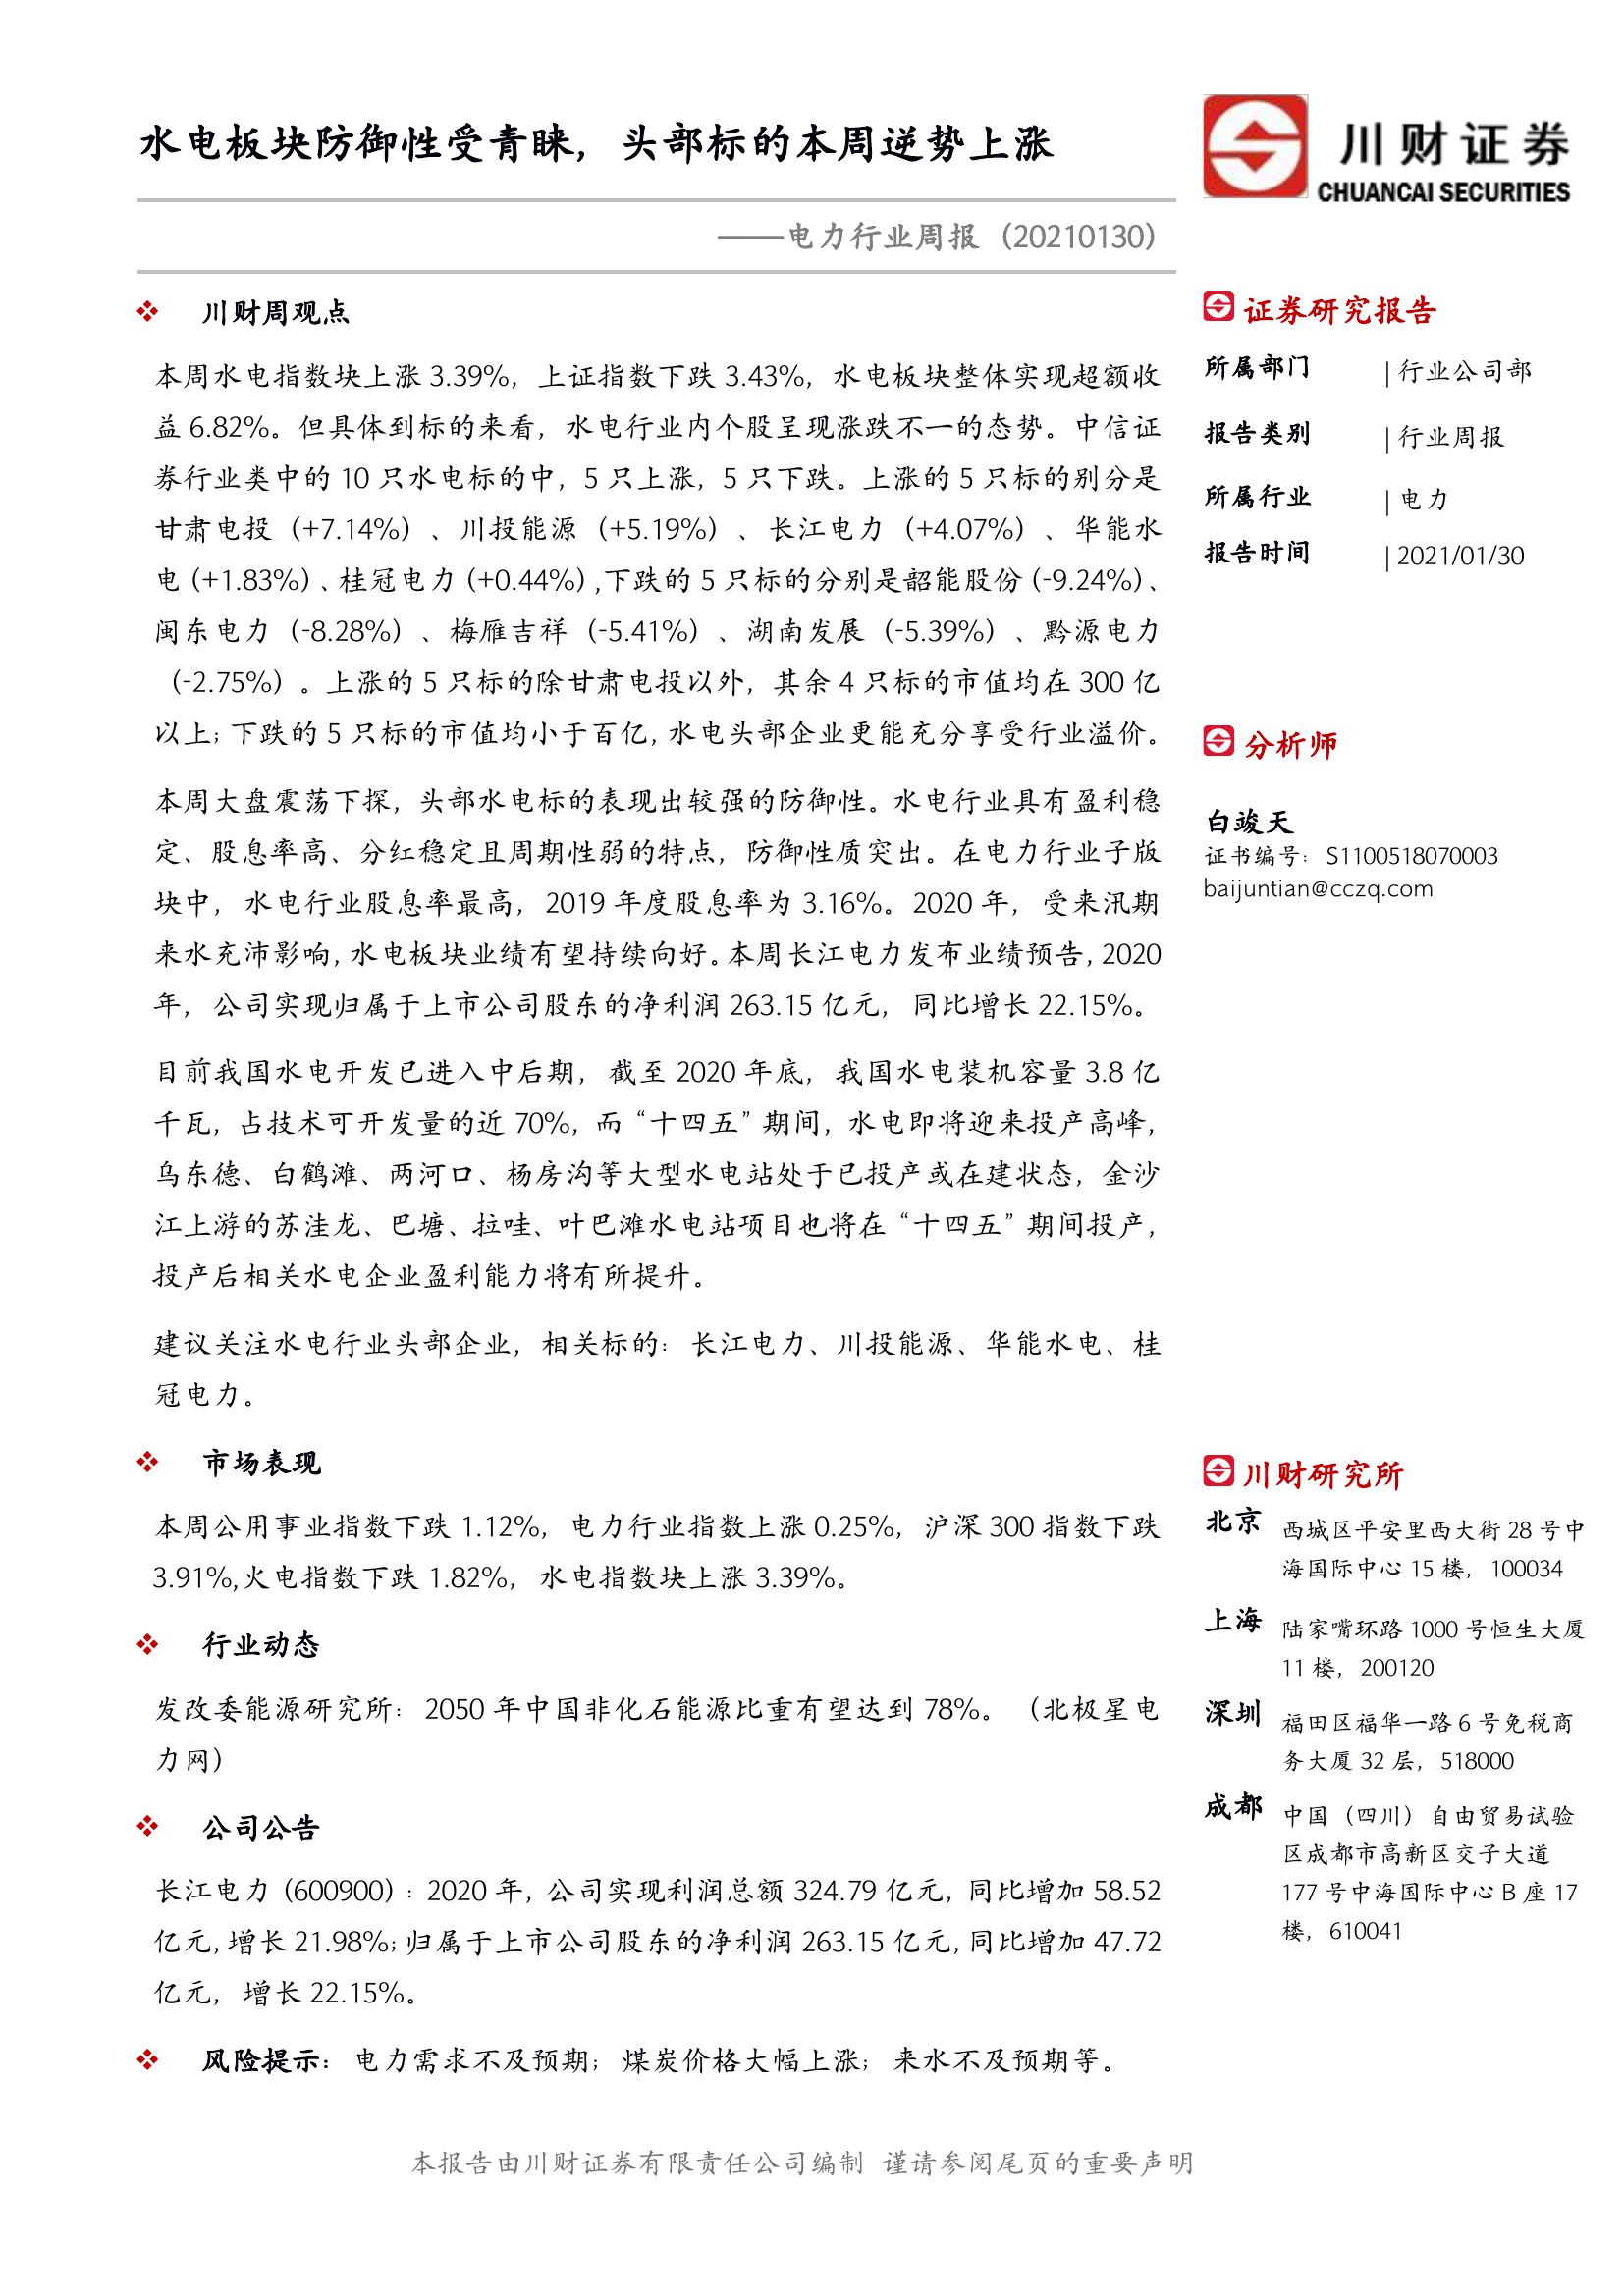 水电板块防御性受青睐，头部标的本周逆势上涨
川财证券
CHUANCAI SECURITIES
——电力行业周报（20210130）
川财周观点
本周水电指数块上涨 3.39%，上证指数下跌 3.43%，水电板块整体实现超额收
益 6.82%。但具体到标的来看，水电行业内个股呈现涨跌不一的态势。中信证
券行业类中的 10 只水电标的中，5 只上涨，5 只下跌。上涨的 5 只标的别分是
甘肃电投（+7.14%）、川投能源（+5.19%）、长江电力（+4.07%）、华能水
电（+1.83%）、桂冠电力（+0.44%）,下跌的 5 只标的分别是韶能股份（-9.24%）、
闽东电力（-8.28%）、梅雁吉祥（-5.41%）、湖南发展（-5.39%）、黔源电力
（-2.75%）。上涨的 5 只标的除甘肃电投以外，其余 4 只标的市值均在 300 亿
以上；下跌的 5 只标的市值均小于百亿，水电头部企业更能充分享受行业溢价。
本周大盘震荡下探，头部水电标的表现出较强的防御性。水电行业具有盈利稳
定、股息率高、分红稳定且周期性弱的特点，防御性质突出。在电力行业子版
块中，水电行业股息率最高，2019 年度股息率为 3.16%。2020 年，受来汛期
来水充沛影响，水电板块业绩有望持续向好。本周长江电力发布业绩预告，2020
年，公司实现归属于上市公司股东的净利润 263.15 亿元，同比增长 22.15%。
目前我国水电开发已进入中后期，截至 2020 年底，我国水电装机容量 3.8 亿
千瓦，占技术可开发量的近 70%，而“十四五”期间，水电即将迎来投产高峰，
乌东德、白鹤滩、两河口、杨房沟等大型水电站处于已投产或在建状态，金沙
江上游的苏洼龙、巴塘、拉哇、叶巴滩水电站项目也将在“十四五”期间投产，
投产后相关水电企业盈利能力将有所提升。
建议关注水电行业头部企业，相关标的：长江电力、川投能源、华能水电、桂
冠电力。
市场表现
本周公用事业指数下跌 1.12%，电力行业指数上涨 0.25%，沪深 300 指数下跌
3.91%,火电指数下跌 1.82%，水电指数块上涨 3.39%。
行业动态
发改委能源研究所：2050 年中国非化石能源比重有望达到 78%。（北极星电
力网）
公司公告
长江电力（600900）：2020 年，公司实现利润总额 324.79 亿元，同比增加 58.52
亿元，增长 21.98%；归属于上市公司股东的净利润 263.15 亿元，同比增加 47.72
亿元，增长 22.15%。
风险提示：电力需求不及预期；煤炭价格大幅上涨；来水不及预期等。
证券研究报告
所属部门 | 行业公司部
报告类别 | 行业周报
所属行业 | 电力
报告时间 | 2021/01/30
分析师
白竣天
证书编号：S1100518070003
baijuntian@cczq.com
川财研究所
北京 西城区平安里西大街 28 号中
海国际中心 15 楼，100034
上海 陆家嘴环路 1000 号恒生大厦
11 楼，200120
深圳 福田区福华一路 6 号免税商
务大厦 32 层，518000
成都 中国（四川）自由贸易试验
区成都市高新区交子大道
177 号中海国际中心 B 座 17
楼，610041
本报告由川财证券有限责任公司编制 谨请参阅尾页的重要声明